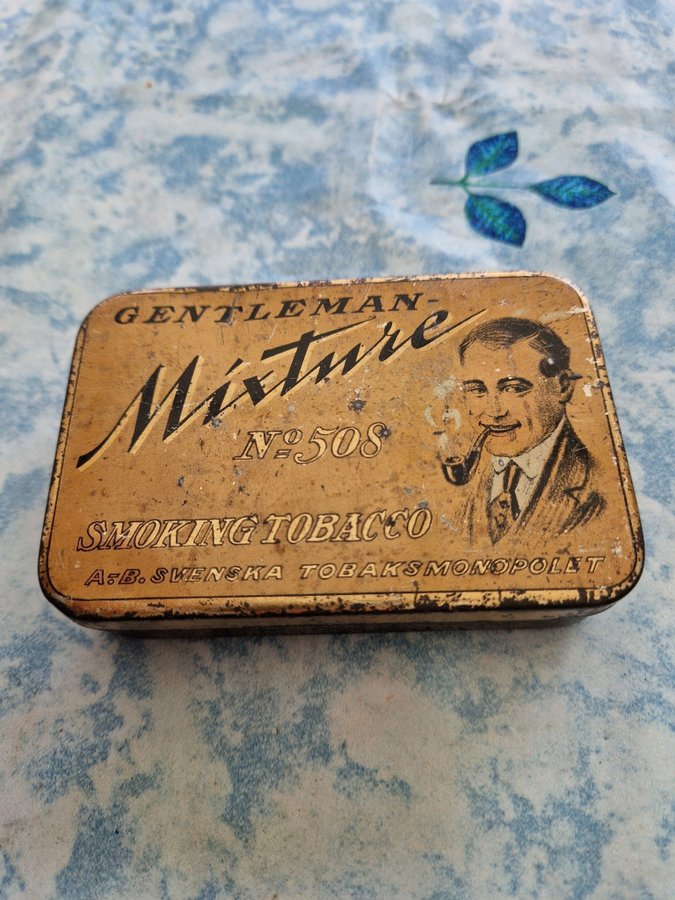 GENTLEMAN-
Mixture
Nº 508
SMOKING TOBACCO
A-B. SVENSKA TOBAKSMONOPOLET